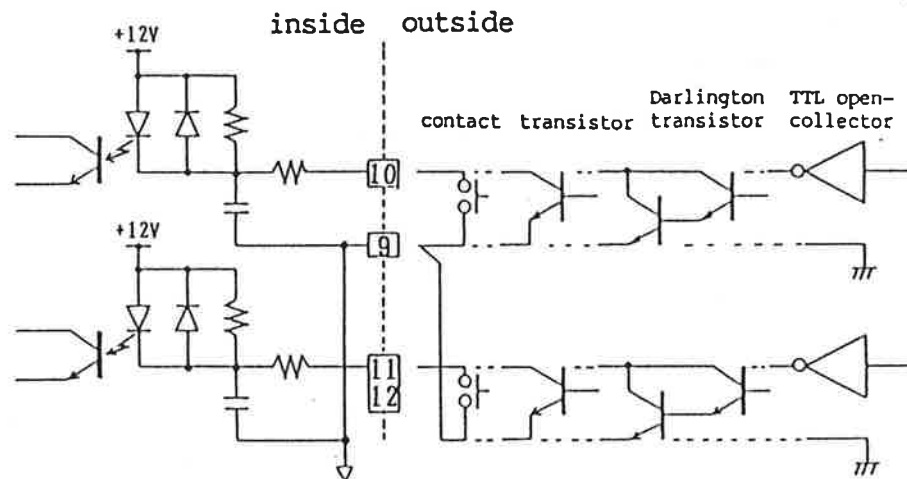 inside outside
+12V
contact transistor Darlington transistor TTL open-collector
10
9
+12V
11
12